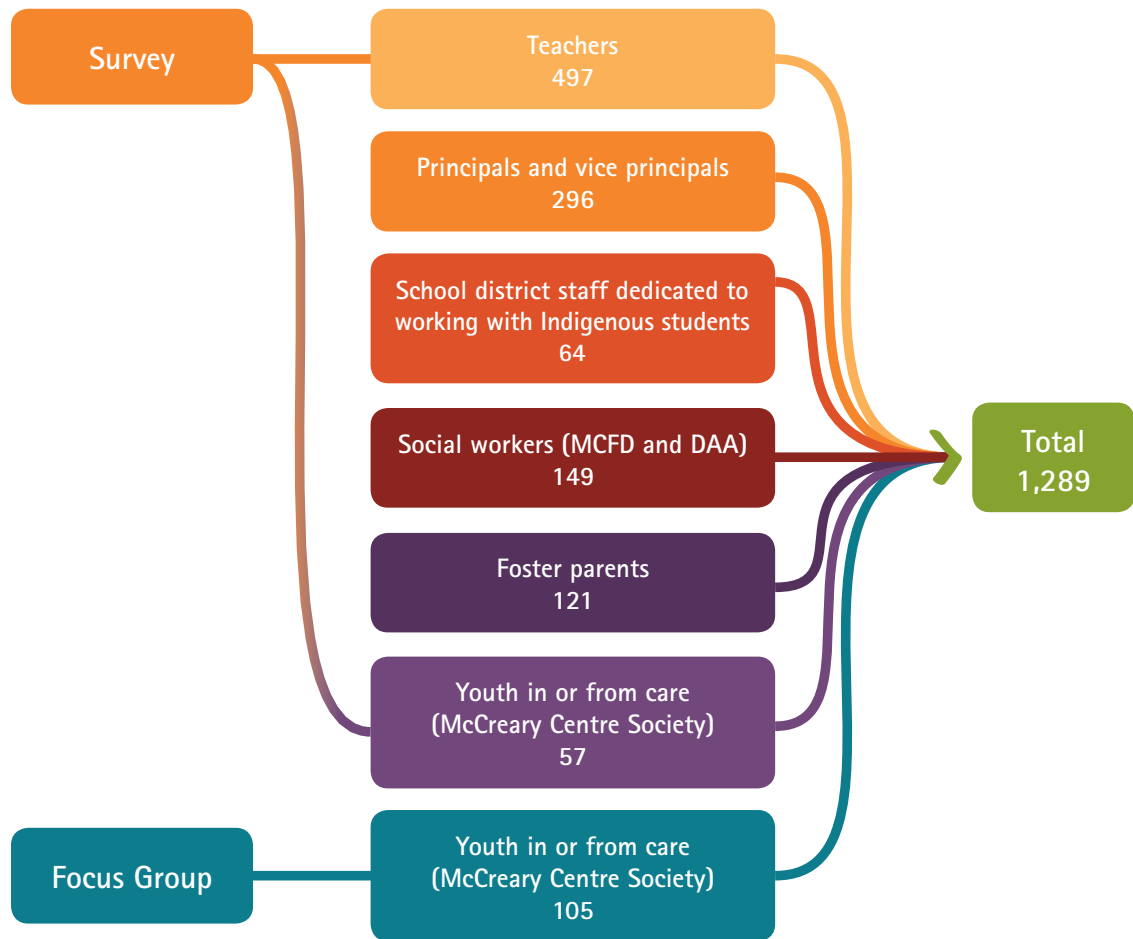 Survey
Teachers
497
Principals and vice principals
296
School district staff dedicated to
working with Indigenous students
64
Social workers (MCFD and DAA)
149
Foster parents
121
Youth in or from care
(McCreary Centre Society)
57
Focus Group
Youth in or from care
(McCreary Centre Society)
105
Total
1,289